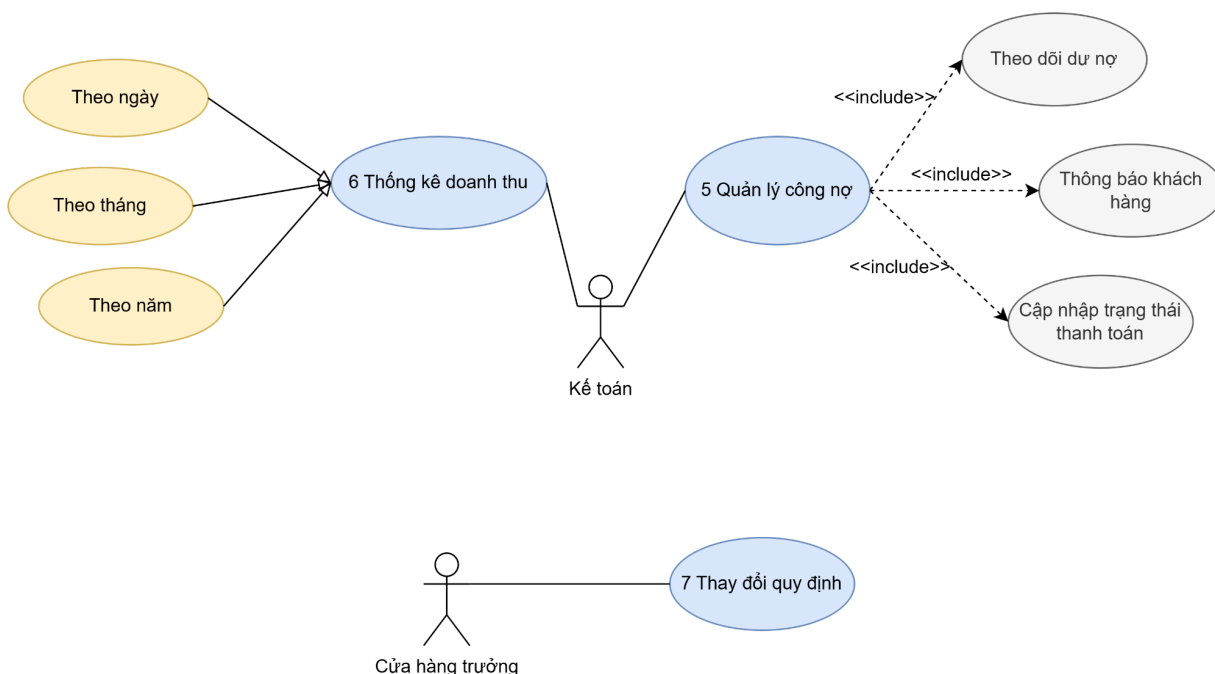 Theo dõi dư nợ
Theo ngày
<<include>>
6 Thống kê doanh thu
5 Quản lý công nợ
<<include>>
Thông báo khách
hàng
Theo tháng
<<include>>
Theo năm
Cập nhập trạng thái
thanh toán
Kế toán
7 Thay đổi quy định
Cửa hàng trưởng